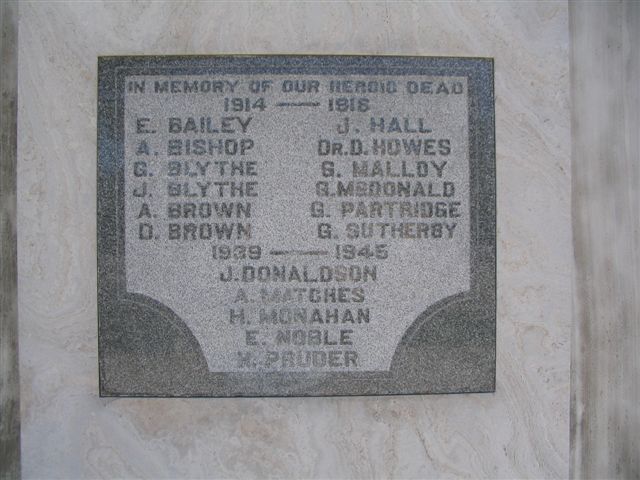 IN MEMORY OF OUR HEROIC DEAD
1914 — 1918
E. BAILEY J. HALL
A. BISHOP DR. D. HOWES
G. BLYTHE G. MALLOY
J. BLYTHE G. MCDONALD
A. BROWN G. PARTRIDGE
D. BROWN G. SUTHERBY
1939 — 1945
J. DONALDSON
A. MATCHES
H. MONAHAN
E. NOBLE
PRUDER